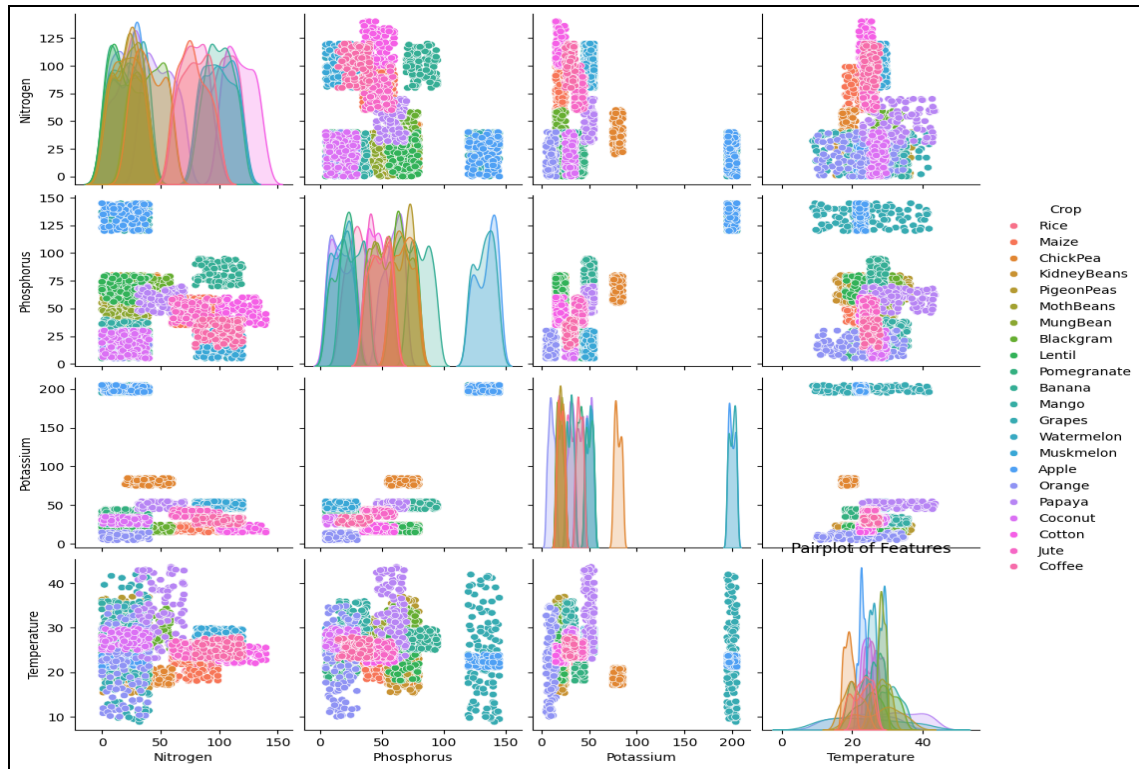 Nitrogen
125
100
75
50
25
0
Phosphorus
150
125
100
75
50
25
0
Potassium
200
150
100
50
0
Pairplot of Features
Temperature
40
30
20
10
0 50 100 150
Nitrogen
0 50 100 150
Phosphorus
0 50 100 150 200
Potassium
0 20 40
Temperature
Crop
Rice
Maize
ChickPea
KidneyBeans
PigeonPeas
MothBeans
MungBean
Blackgram
Lentil
Pomegranate
Banana
Mango
Grapes
Watermelon
Muskmelon
Apple
Orange
Papaya
Coconut
Cotton
Jute
Coffee